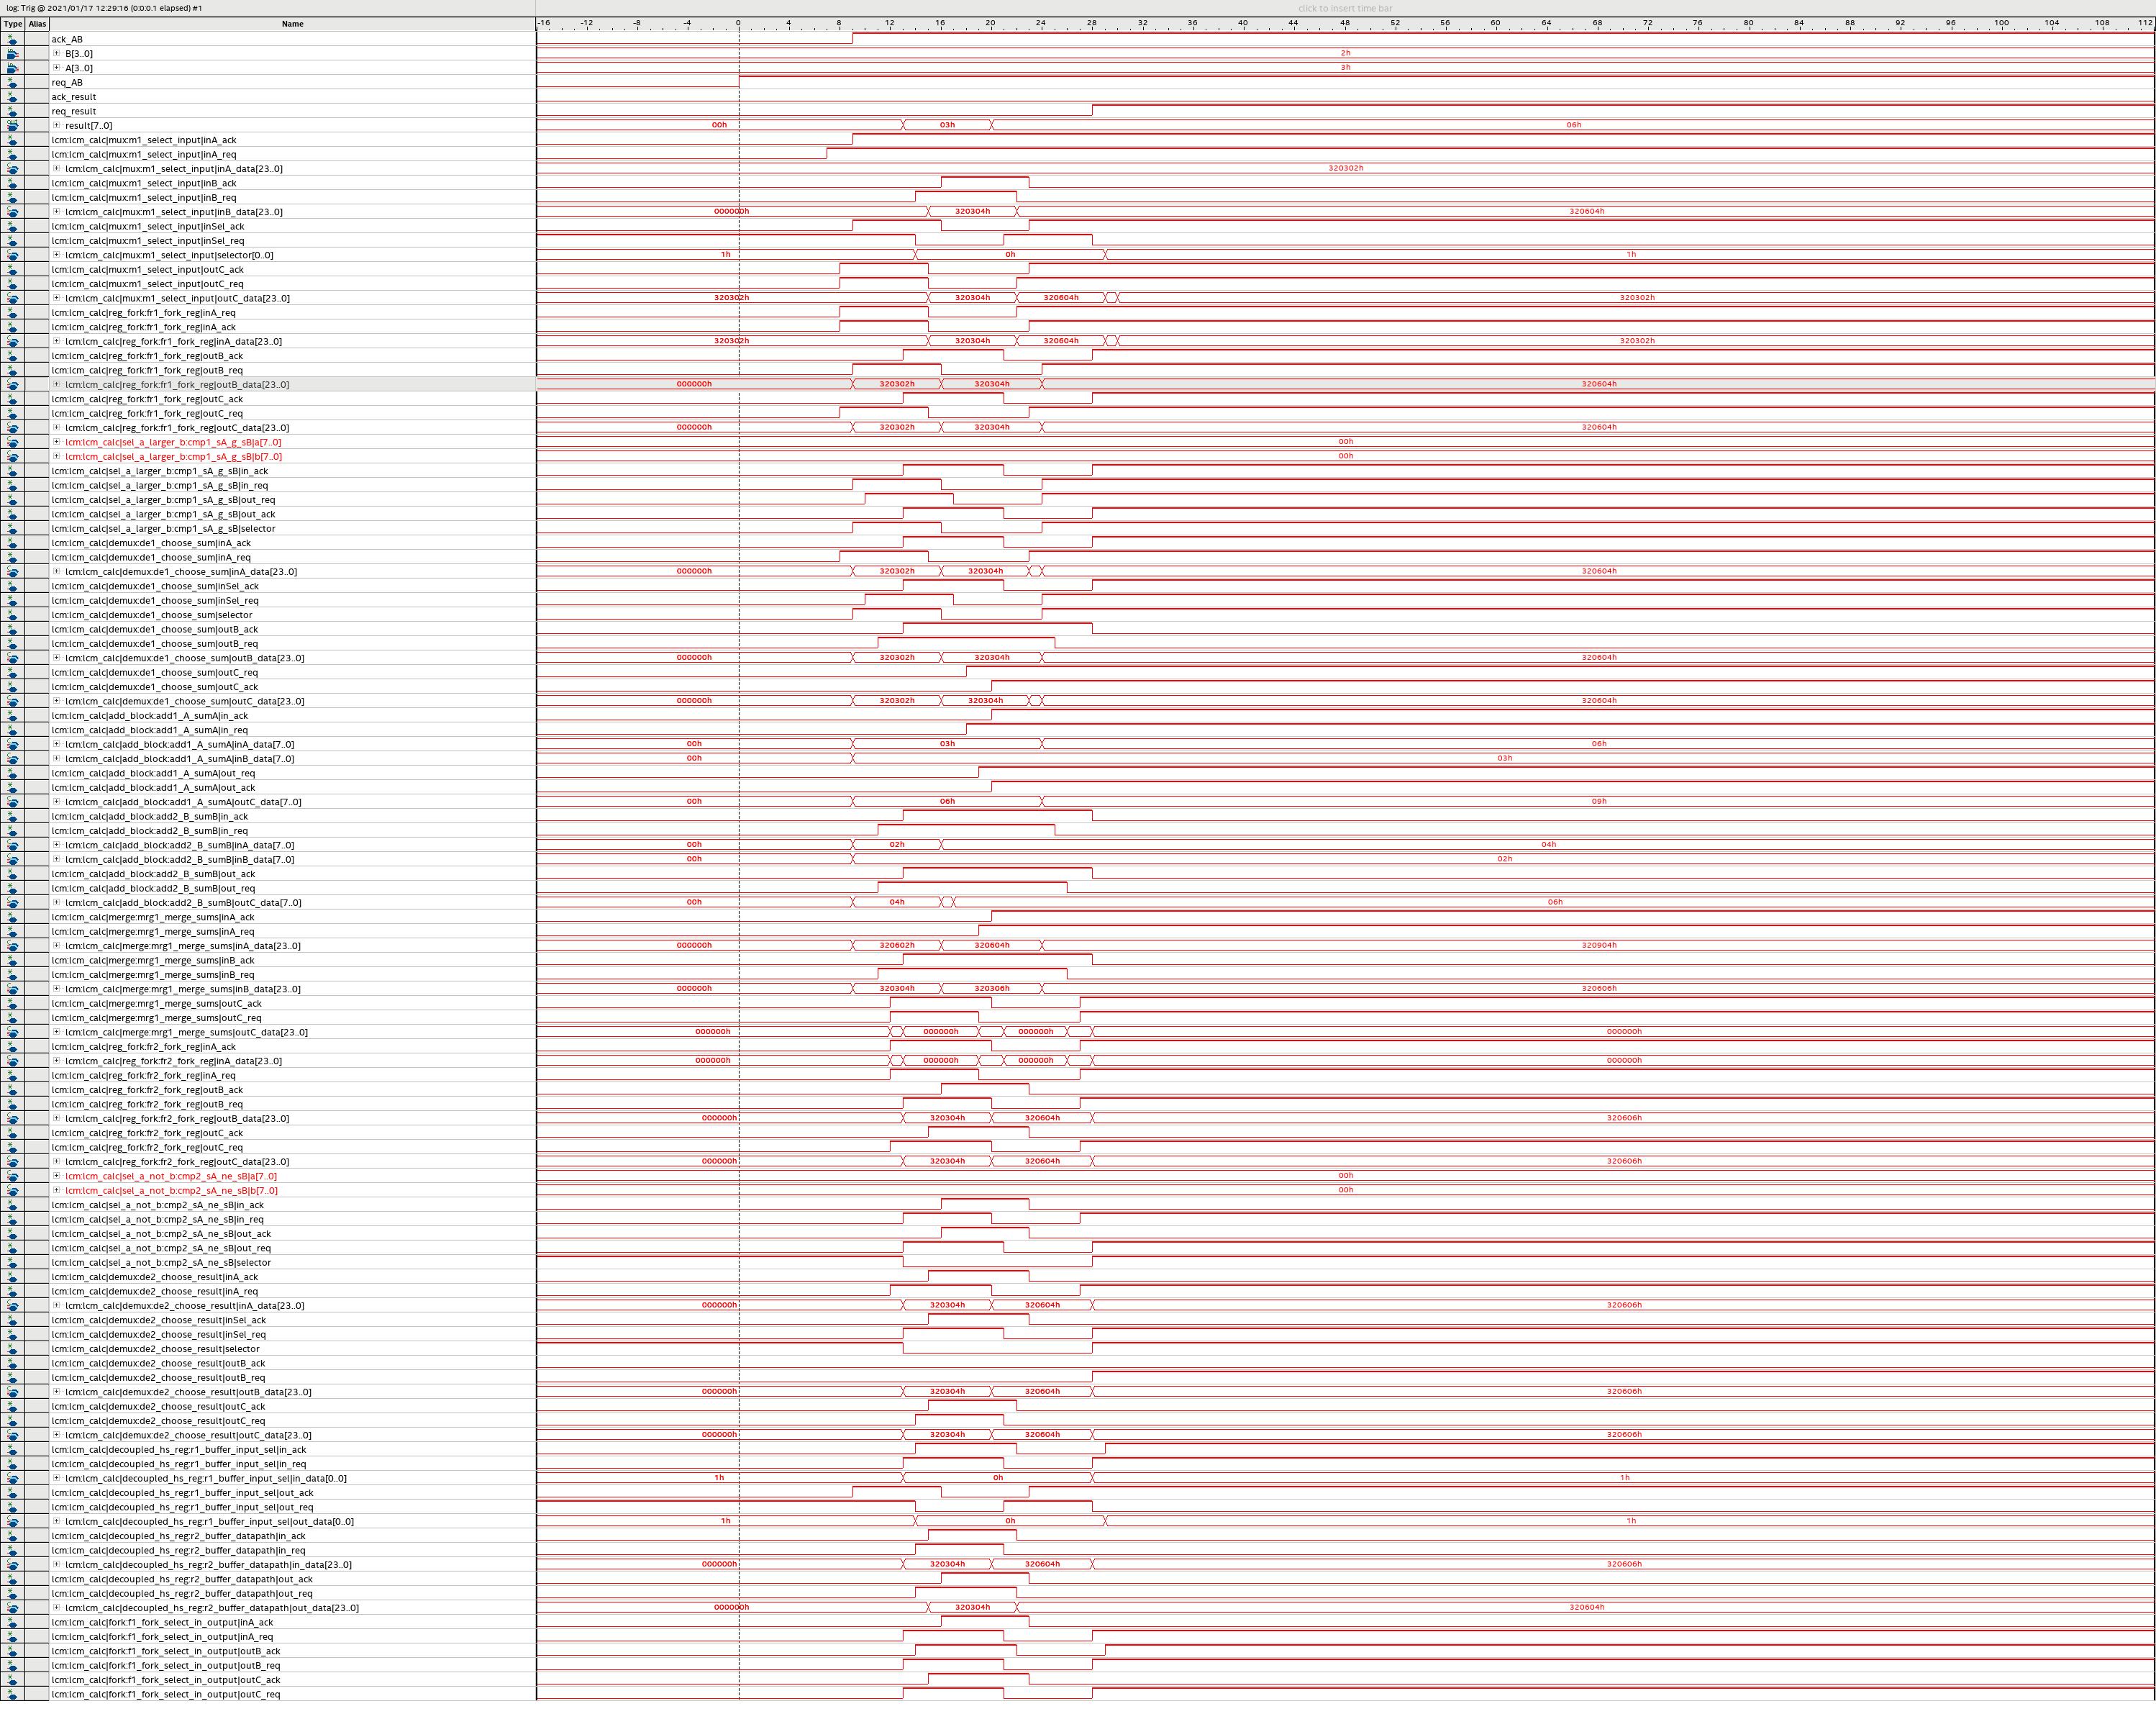 log: Trig @ 2021/01/17 12:29:16 (0:0:0.1 elapsed) #1 click to insert time bar
Type Alias Name -16 -12 -8 -4 0 4 8 12 16 20 24 28 32 36 40 44 48 52 56 60 64 68 72 76 80 84 88 92 96 100 104 108 112
ack_AB
B[3..0] 2h
A[3..0] 3h
req_AB
ack_result
req_result
result[7..0] 00h 03h 06h
lcm:lcm_calc|mux:m1_select_input|inA_ack
lcm:lcm_calc|mux:m1_select_input|inA_req
lcm:lcm_calc|mux:m1_select_input|inA_data[23..0] 320302h
lcm:lcm_calc|mux:m1_select_input|inB_ack
lcm:lcm_calc|mux:m1_select_input|inB_req
lcm:lcm_calc|mux:m1_select_input|inB_data[23..0] 000000h 320304h 320604h
lcm:lcm_calc|mux:m1_select_input|inSel_ack
lcm:lcm_calc|mux:m1_select_input|inSel_req
lcm:lcm_calc|mux:m1_select_input|selector[0..0] 1h 0h 1h
lcm:lcm_calc|mux:m1_select_input|outC_ack
lcm:lcm_calc|mux:m1_select_input|outC_req
lcm:lcm_calc|mux:m1_select_input|outC_data[23..0] 320302h 320304h 320604h 320302h
lcm:lcm_calc|reg_fork:fr1_fork_reg|inA_req
lcm:lcm_calc|reg_fork:fr1_fork_reg|inA_ack
lcm:lcm_calc|reg_fork:fr1_fork_reg|inA_data[23..0] 320302h 320304h 320604h 320302h
lcm:lcm_calc|reg_fork:fr1_fork_reg|outB_ack
lcm:lcm_calc|reg_fork:fr1_fork_reg|outB_req
lcm:lcm_calc|reg_fork:fr1_fork_reg|outB_data[23..0] 000000h 320302h 320304h 320604h
lcm:lcm_calc|reg_fork:fr1_fork_reg|outC_ack
lcm:lcm_calc|reg_fork:fr1_fork_reg|outC_req
lcm:lcm_calc|reg_fork:fr1_fork_reg|outC_data[23..0] 000000h 320302h 320304h 320604h
lcm:lcm_calc|sel_a_larger_b:cmp1_sA_g_sB|a[7..0] 00h
lcm:lcm_calc|sel_a_larger_b:cmp1_sA_g_sB|b[7..0] 00h
lcm:lcm_calc|sel_a_larger_b:cmp1_sA_g_sB|in_ack
lcm:lcm_calc|sel_a_larger_b:cmp1_sA_g_sB|in_req
lcm:lcm_calc|sel_a_larger_b:cmp1_sA_g_sB|out_req
lcm:lcm_calc|sel_a_larger_b:cmp1_sA_g_sB|out_ack
lcm:lcm_calc|sel_a_larger_b:cmp1_sA_g_sB|selector
lcm:lcm_calc|demux:de1_choose_sum|inA_ack
lcm:lcm_calc|demux:de1_choose_sum|inA_req
lcm:lcm_calc|demux:de1_choose_sum|inA_data[23..0] 000000h 320302h 320304h 320604h
lcm:lcm_calc|demux:de1_choose_sum|inSel_ack
lcm:lcm_calc|demux:de1_choose_sum|inSel_req
lcm:lcm_calc|demux:de1_choose_sum|selector
lcm:lcm_calc|demux:de1_choose_sum|outB_ack
lcm:lcm_calc|demux:de1_choose_sum|outB_req
lcm:lcm_calc|demux:de1_choose_sum|outB_data[23..0] 000000h 320302h 320304h 320604h
lcm:lcm_calc|demux:de1_choose_sum|outC_req
lcm:lcm_calc|demux:de1_choose_sum|outC_ack
lcm:lcm_calc|demux:de1_choose_sum|outC_data[23..0] 000000h 320302h 320304h 320604h
lcm:lcm_calc|add_block:add1_A_sumA|in_ack
lcm:lcm_calc|add_block:add1_A_sumA|in_req
lcm:lcm_calc|add_block:add1_A_sumA|inA_data[7..0] 00h 03h 06h
lcm:lcm_calc|add_block:add1_A_sumA|inB_data[7..0] 00h 03h
lcm:lcm_calc|add_block:add1_A_sumA|out_req
lcm:lcm_calc|add_block:add1_A_sumA|out_ack
lcm:lcm_calc|add_block:add1_A_sumA|outC_data[7..0] 00h 06h 09h
lcm:lcm_calc|add_block:add2_B_sumB|in_ack
lcm:lcm_calc|add_block:add2_B_sumB|in_req
lcm:lcm_calc|add_block:add2_B_sumB|inA_data[7..0] 00h 02h 04h
lcm:lcm_calc|add_block:add2_B_sumB|inB_data[7..0] 00h 02h
lcm:lcm_calc|add_block:add2_B_sumB|out_ack
lcm:lcm_calc|add_block:add2_B_sumB|out_req
lcm:lcm_calc|add_block:add2_B_sumB|outC_data[7..0] 00h 04h 06h
lcm:lcm_calc|merge:mrg1_merge_sums|inA_ack
lcm:lcm_calc|merge:mrg1_merge_sums|inA_req
lcm:lcm_calc|merge:mrg1_merge_sums|inA_data[23..0] 000000h 320602h 320604h 320904h
lcm:lcm_calc|merge:mrg1_merge_sums|inB_ack
lcm:lcm_calc|merge:mrg1_merge_sums|inB_req
lcm:lcm_calc|merge:mrg1_merge_sums|inB_data[23..0] 000000h 320304h 320306h 320606h
lcm:lcm_calc|merge:mrg1_merge_sums|outC_ack
lcm:lcm_calc|merge:mrg1_merge_sums|outC_req
lcm:lcm_calc|merge:mrg1_merge_sums|outC_data[23..0] 000000h 000000h 000000h 000000h
lcm:lcm_calc|reg_fork:fr2_fork_reg|inA_ack
lcm:lcm_calc|reg_fork:fr2_fork_reg|inA_data[23..0] 000000h 000000h 000000h 000000h
lcm:lcm_calc|reg_fork:fr2_fork_reg|inA_req
lcm:lcm_calc|reg_fork:fr2_fork_reg|outB_ack
lcm:lcm_calc|reg_fork:fr2_fork_reg|outB_req
lcm:lcm_calc|reg_fork:fr2_fork_reg|outB_data[23..0] 000000h 320304h 320604h 320606h
lcm:lcm_calc|reg_fork:fr2_fork_reg|outC_ack
lcm:lcm_calc|reg_fork:fr2_fork_reg|outC_req
lcm:lcm_calc|reg_fork:fr2_fork_reg|outC_data[23..0] 000000h 320304h 320604h 320606h
lcm:lcm_calc|sel_a_not_b:cmp2_sA_ne_sB|a[7..0] 00h
lcm:lcm_calc|sel_a_not_b:cmp2_sA_ne_sB|b[7..0] 00h
lcm:lcm_calc|sel_a_not_b:cmp2_sA_ne_sB|in_ack
lcm:lcm_calc|sel_a_not_b:cmp2_sA_ne_sB|in_req
lcm:lcm_calc|sel_a_not_b:cmp2_sA_ne_sB|out_ack
lcm:lcm_calc|sel_a_not_b:cmp2_sA_ne_sB|out_req
lcm:lcm_calc|sel_a_not_b:cmp2_sA_ne_sB|selector
lcm:lcm_calc|demux:de2_choose_result|inA_ack
lcm:lcm_calc|demux:de2_choose_result|inA_req
lcm:lcm_calc|demux:de2_choose_result|inA_data[23..0] 000000h 320304h 320604h 320606h
lcm:lcm_calc|demux:de2_choose_result|inSel_ack
lcm:lcm_calc|demux:de2_choose_result|inSel_req
lcm:lcm_calc|demux:de2_choose_result|selector
lcm:lcm_calc|demux:de2_choose_result|outB_ack
lcm:lcm_calc|demux:de2_choose_result|outB_req
lcm:lcm_calc|demux:de2_choose_result|outB_data[23..0] 000000h 320304h 320604h 320606h
lcm:lcm_calc|demux:de2_choose_result|outC_ack
lcm:lcm_calc|demux:de2_choose_result|outC_req
lcm:lcm_calc|demux:de2_choose_result|outC_data[23..0] 000000h 320304h 320604h 320606h
lcm:lcm_calc|decoupled_hs_reg:r1_buffer_input_sel|in_ack
lcm:lcm_calc|decoupled_hs_reg:r1_buffer_input_sel|in_req
lcm:lcm_calc|decoupled_hs_reg:r1_buffer_input_sel|in_data[0..0] 1h 0h 1h
lcm:lcm_calc|decoupled_hs_reg:r1_buffer_input_sel|out_ack
lcm:lcm_calc|decoupled_hs_reg:r1_buffer_input_sel|out_req
lcm:lcm_calc|decoupled_hs_reg:r1_buffer_input_sel|out_data[0..0] 1h 0h 1h
lcm:lcm_calc|decoupled_hs_reg:r2_buffer_datapath|in_ack
lcm:lcm_calc|decoupled_hs_reg:r2_buffer_datapath|in_req
lcm:lcm_calc|decoupled_hs_reg:r2_buffer_datapath|in_data[23..0] 000000h 320304h 320604h 320606h
lcm:lcm_calc|decoupled_hs_reg:r2_buffer_datapath|out_ack
lcm:lcm_calc|decoupled_hs_reg:r2_buffer_datapath|out_req
lcm:lcm_calc|decoupled_hs_reg:r2_buffer_datapath|out_data[23..0] 000000h 320304h 320604h
lcm:lcm_calc|fork:f1_fork_select_in_output|inA_ack
lcm:lcm_calc|fork:f1_fork_select_in_output|inA_req
lcm:lcm_calc|fork:f1_fork_select_in_output|outB_ack
lcm:lcm_calc|fork:f1_fork_select_in_output|outB_req
lcm:lcm_calc|fork:f1_fork_select_in_output|outC_ack
lcm:lcm_calc|fork:f1_fork_select_in_output|outC_req